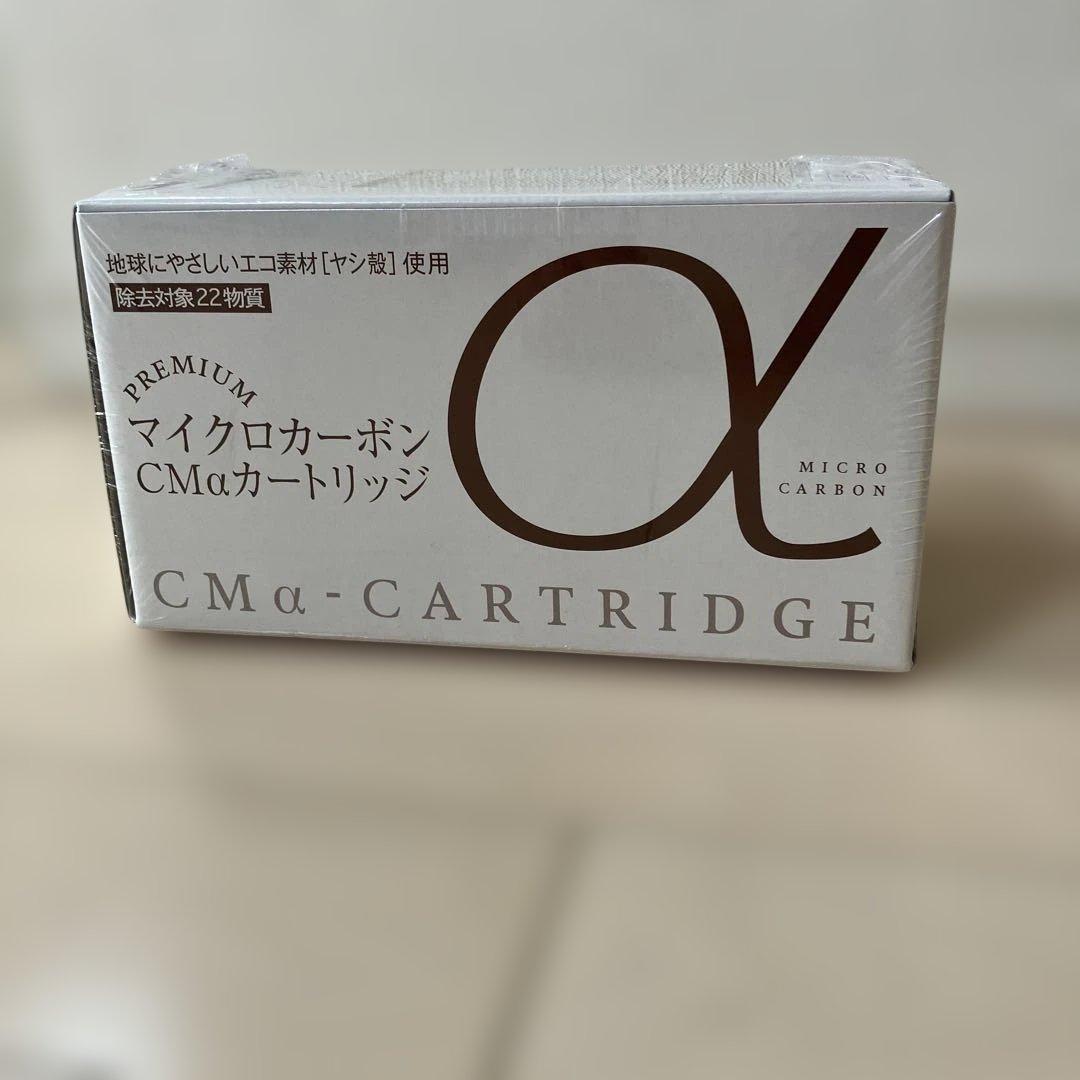 地球にやさしいエコ素材[ヤシ殻]使用
除去対象22物質
PREMIUM
マイクロカーボン
CMαカートリッジ
α
MICRO
CARBON
CMα-CARTRIDGE